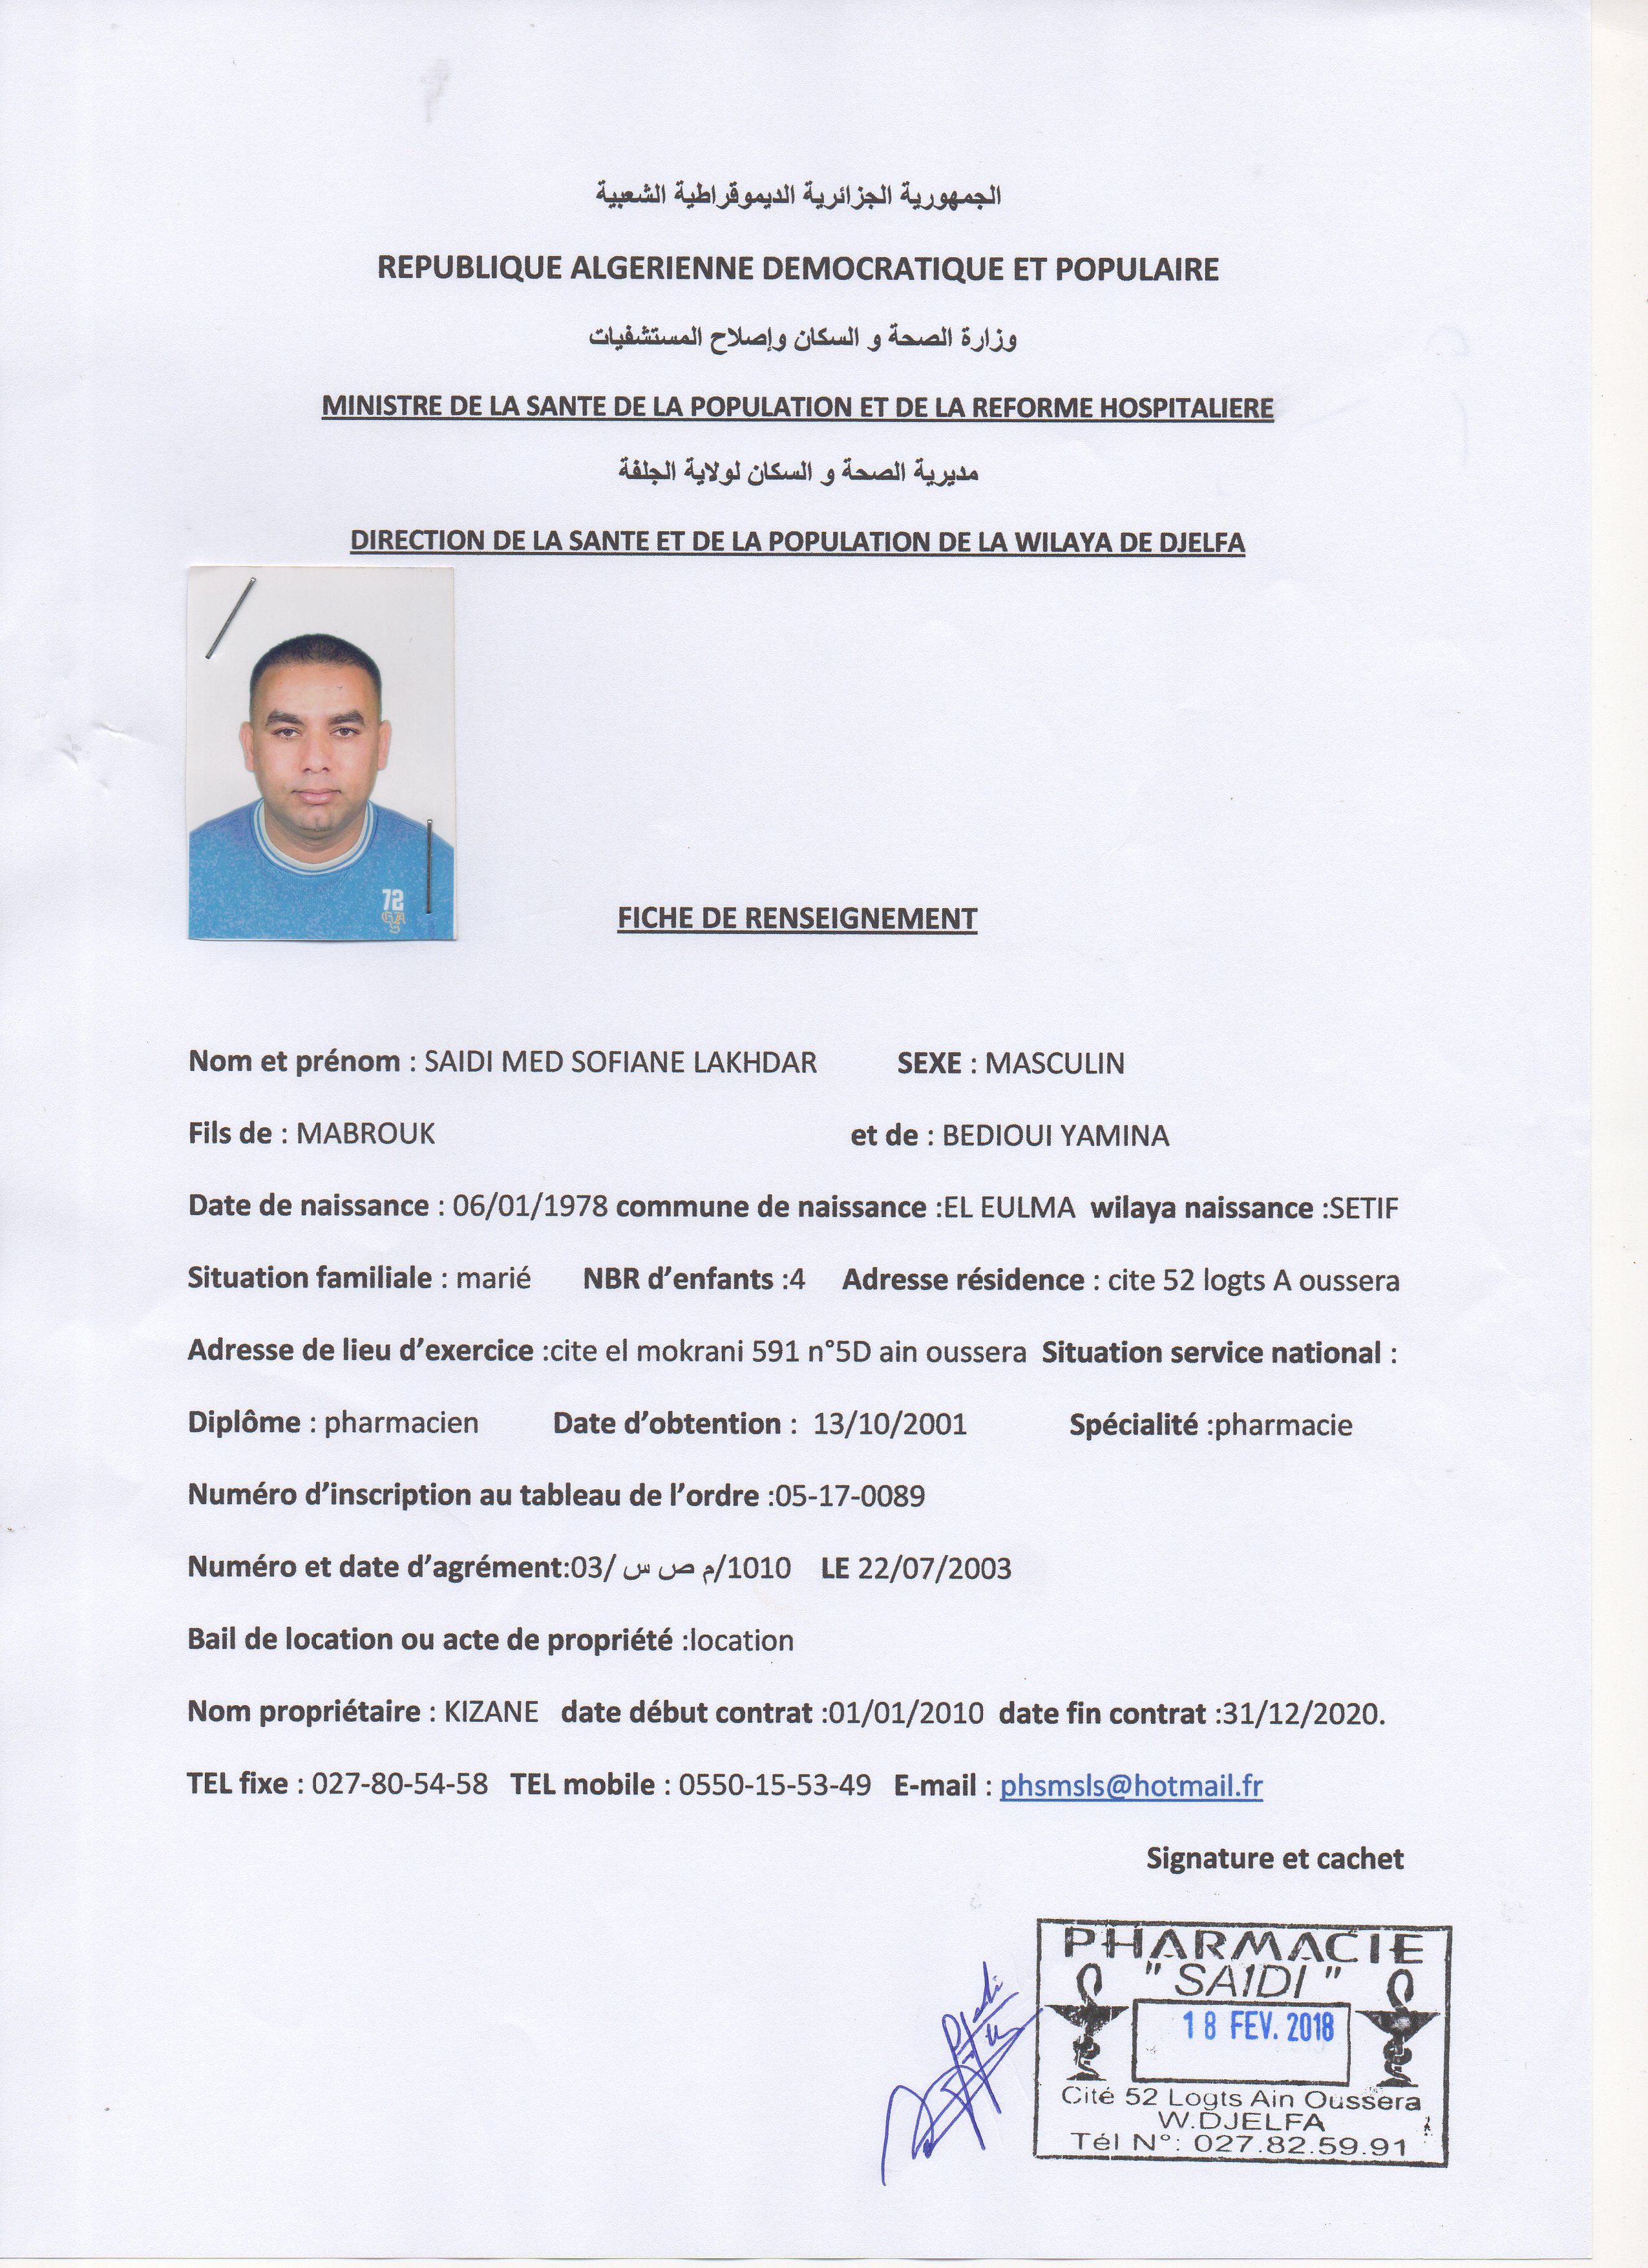 الجمهورية الجزائرية الديموقراطية الشعبية
REPUBLIQUE ALGERIENNE DEMOCRATIQUE ET POPULAIRE
وزارة الصحة و السكان وإصلاح المستشفيات
MINISTRE DE LA SANTE DE LA POPULATION ET DE LA REFORME HOSPITALIERE
مديرية الصحة و السكان لولاية الجلفة
DIRECTION DE LA SANTE ET DE LA POPULATION DE LA WILAYA DE DJELFA
72
FICHE DE RENSEIGNEMENT
Nom et prénom : SAIDI MED SOFIANE LAKHDAR SEXE : MASCULIN
Fils de : MABROUK et de : BEDIOUI YAMINA
Date de naissance : 06/01/1978 commune de naissance :EL EULMA wilaya naissance :SETIF
Situation familiale : marié NBR d’enfants :4 Adresse résidence : cite 52 logts A oussera
Adresse de lieu d’exercice :cite el mokrani 591 n°5D ain oussera Situation service national :
Diplôme : pharmacien Date d’obtention : 13/10/2001 Spécialité :pharmacie
Numéro d’inscription au tableau de l’ordre :05-17-0089
Numéro et date d’agrément:03/ م ص س/1010 LE 22/07/2003
Bail de location ou acte de propriété :location
Nom propriétaire : KIZANE date début contrat :01/01/2010 date fin contrat :31/12/2020.
TEL fixe : 027-80-54-58 TEL mobile : 0550-15-53-49 E-mail : phsmsls@hotmail.fr
Signature et cachet
PHARMACIE
" SAIDI "
18 FEV. 2018
Cité 52 Logts Ain Oussera
W.DJELFA
Tél N°: 027.82.59.91